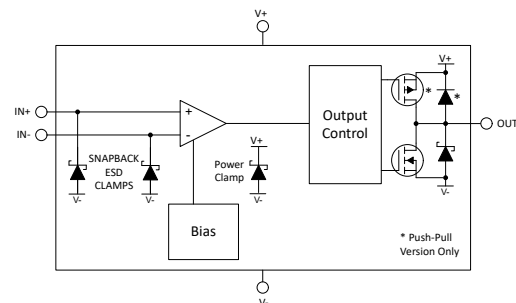 V+
V+
IN+
+
*
*
Output
Control
OUT
IN-
-
SNAPBACK
ESD
CLAMPS
V+
Power
Clamp
V-
V-
V-
V-
Bias
* Push-Pull
Version Only
V-